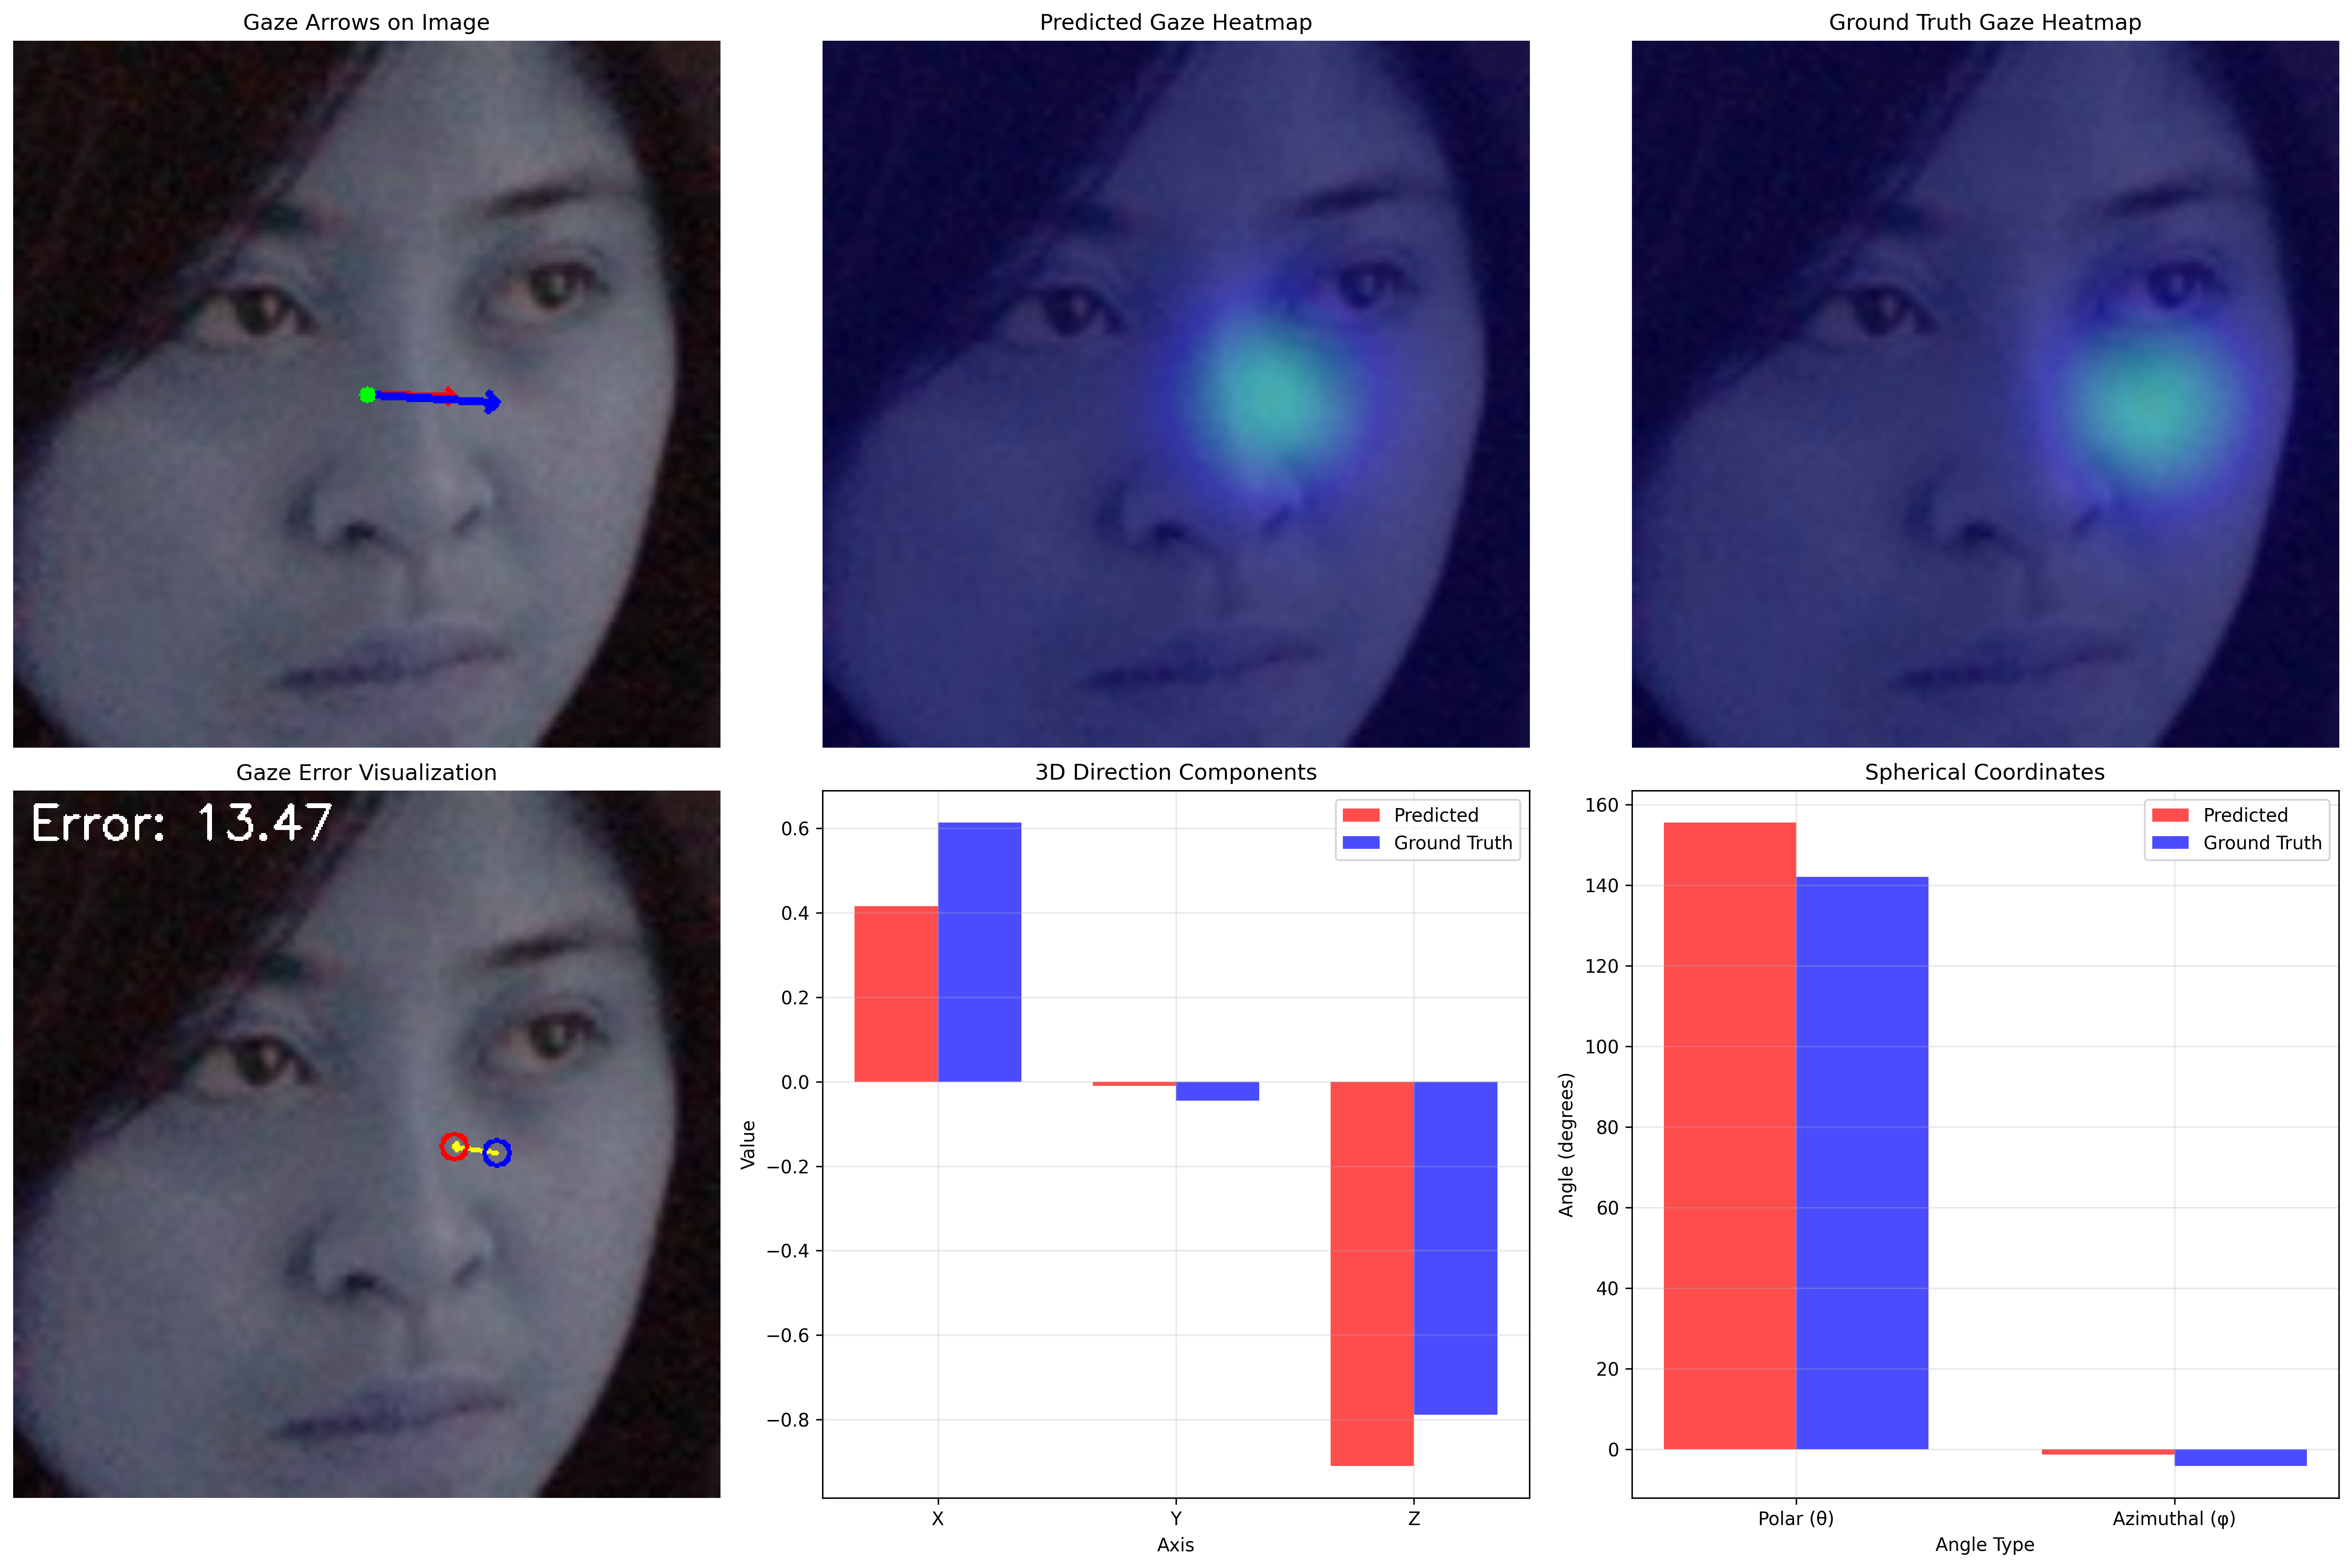 Gaze Arrows on Image
Predicted Gaze Heatmap
Ground Truth Gaze Heatmap
Gaze Error Visualization
Error: 13.47
3D Direction Components
Predicted
Ground Truth
0.6
0.4
0.2
0.0
−0.2
−0.4
−0.6
−0.8
Value
X
Y
Z
Axis
Spherical Coordinates
Predicted
Ground Truth
160
140
120
100
80
60
40
20
0
Angle (degrees)
Polar (θ)
Azimuthal (φ)
Angle Type